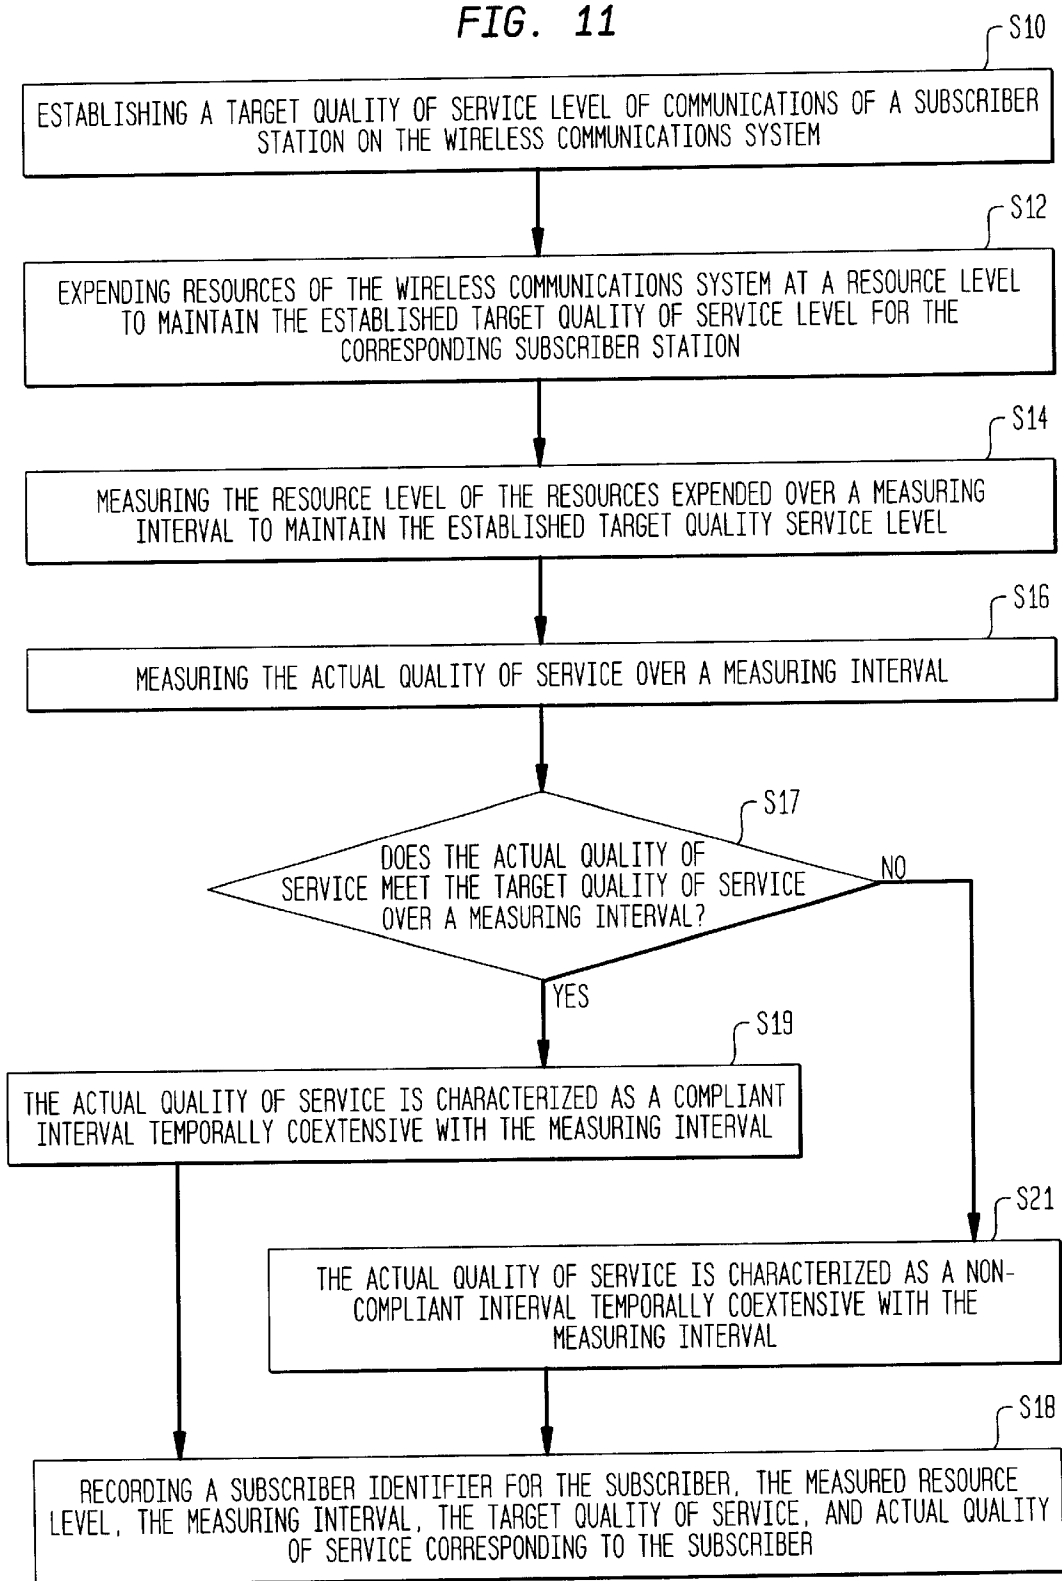 FIG. 11
S10
ESTABLISHING A TARGET QUALITY OF SERVICE LEVEL OF COMMUNICATIONS OF A SUBSCRIBER
STATION ON THE WIRELESS COMMUNICATIONS SYSTEM
S12
EXPENDING RESOURCES OF THE WIRELESS COMMUNICATIONS SYSTEM AT A RESOURCE LEVEL
TO MAINTAIN THE ESTABLISHED TARGET QUALITY OF SERVICE LEVEL FOR THE
CORRESPONDING SUBSCRIBER STATION
S14
MEASURING THE RESOURCE LEVEL OF THE RESOURCES EXPENDED OVER A MEASURING
INTERVAL TO MAINTAIN THE ESTABLISHED TARGET QUALITY SERVICE LEVEL
S16
MEASURING THE ACTUAL QUALITY OF SERVICE OVER A MEASURING INTERVAL
S17
DOES THE ACTUAL QUALITY OF
SERVICE MEET THE TARGET QUALITY OF SERVICE
OVER A MEASURING INTERVAL?
NO
YES
S19
THE ACTUAL QUALITY OF SERVICE IS CHARACTERIZED AS A COMPLIANT
INTERVAL TEMPORALLY COEXTENSIVE WITH THE MEASURING INTERVAL
S21
THE ACTUAL QUALITY OF SERVICE IS CHARACTERIZED AS A NON-
COMPLIANT INTERVAL TEMPORALLY COEXTENSIVE WITH THE
MEASURING INTERVAL
S18
RECORDING A SUBSCRIBER IDENTIFIER FOR THE SUBSCRIBER, THE MEASURED RESOURCE
LEVEL, THE MEASURING INTERVAL, THE TARGET QUALITY OF SERVICE, AND ACTUAL QUALITY
OF SERVICE CORRESPONDING TO THE SUBSCRIBER